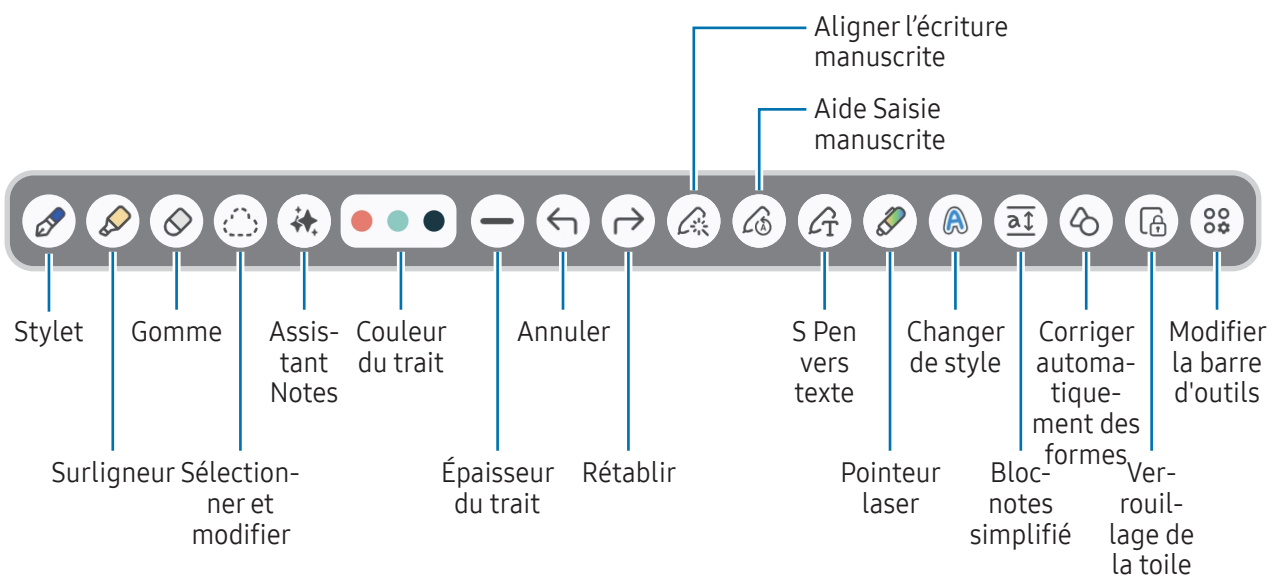 Aligner l'écriture
manuscrite
Aide Saisie
manuscrite
Stylet
Gomme
Assis-
tant
Notes
Couleur
du trait
Annuler
S Pen
vers
texte
Changer
de style
Corriger
automa-
tique-
ment des
formes
Modifier
la barre
d'outils
Surligneur
Sélection-
ner et
modifier
Épaisseur
du trait
Rétablir
Pointeur
laser
Bloc-
notes
simplifié
Ver-
rouil-
lage de
la toile